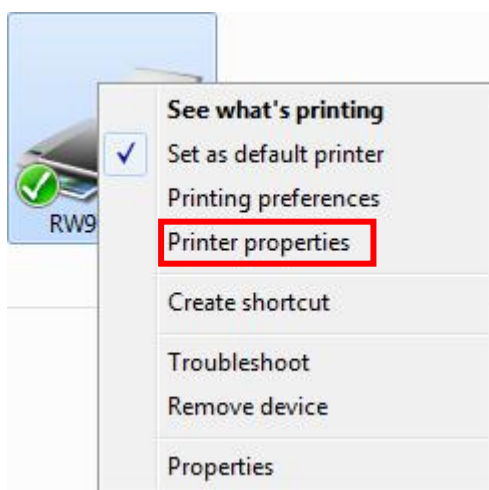 See what's printing
Set as default printer
Printing preferences
RW9
Printer properties
Create shortcut
Troubleshoot
Remove device
Properties